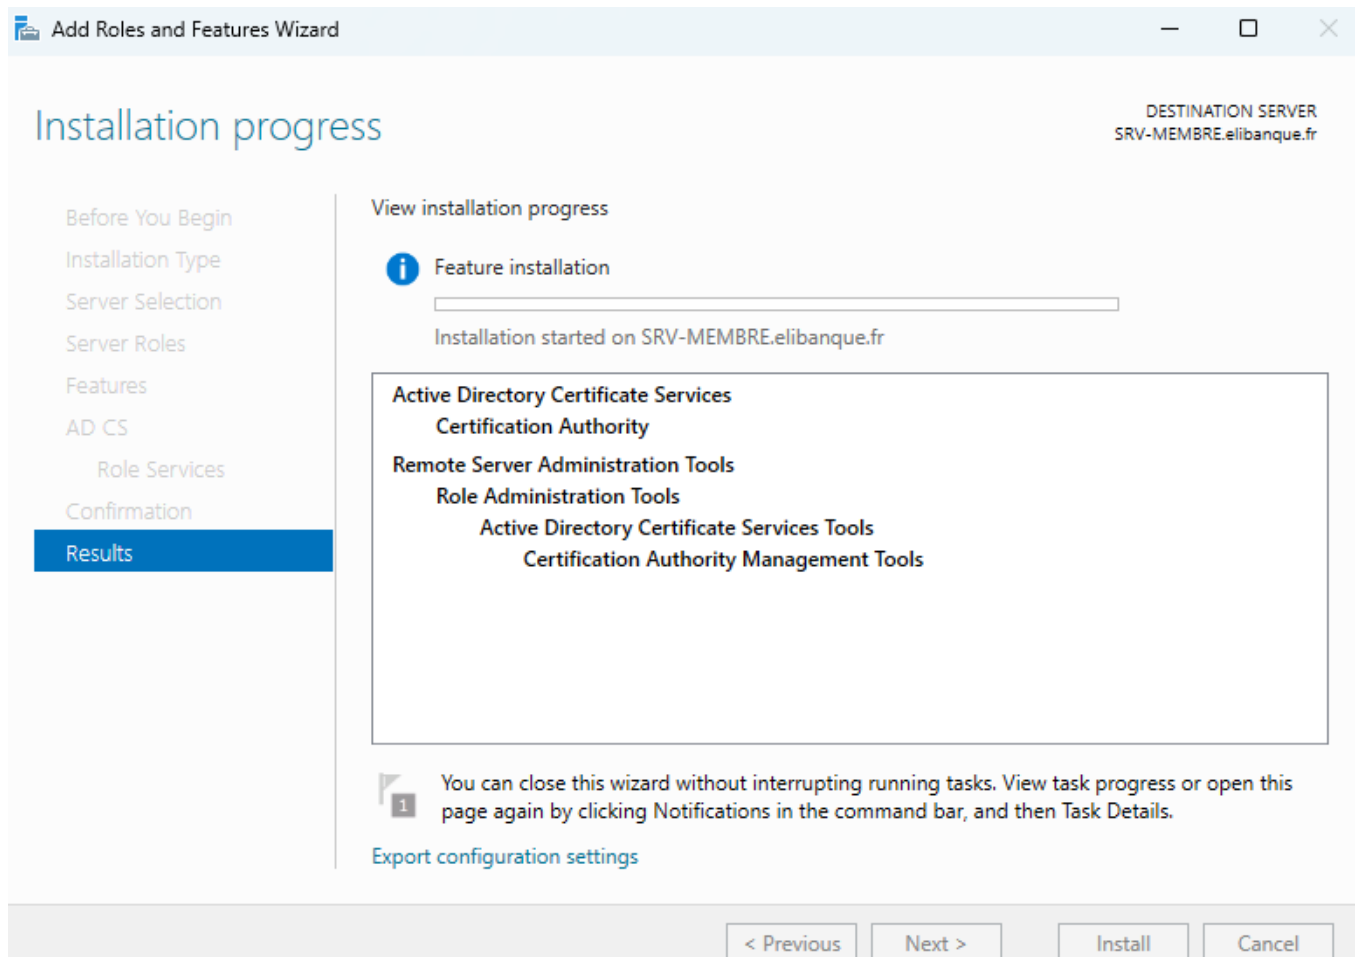 Add Roles and Features Wizard
Installation progress
DESTINATION SERVER
SRV-MEMBRE.elibanque.fr
Before You Begin
Installation Type
Server Selection
Server Roles
Features
AD CS
Role Services
Confirmation
Results
View installation progress
Feature installation
Installation started on SRV-MEMBRE.elibanque.fr
Active Directory Certificate Services
Certification Authority
Remote Server Administration Tools
Role Administration Tools
Active Directory Certificate Services Tools
Certification Authority Management Tools
1
You can close this wizard without interrupting running tasks. View task progress or open this
page again by clicking Notifications in the command bar, and then Task Details.
Export configuration settings
< Previous
Next >
Install
Cancel